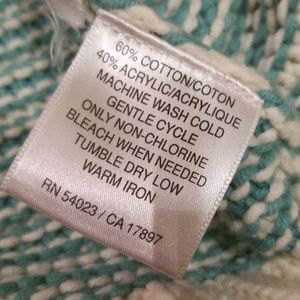 60% COTTON/COTON
40% ACRYLIC/ACRYLIQUE
MACHINE WASH COLD
GENTLE CYCLE
ONLY NON-CHLORINE
BLEACH WHEN NEEDED
TUMBLE DRY LOW
WARM IRON
RN 54023 / CA 17897